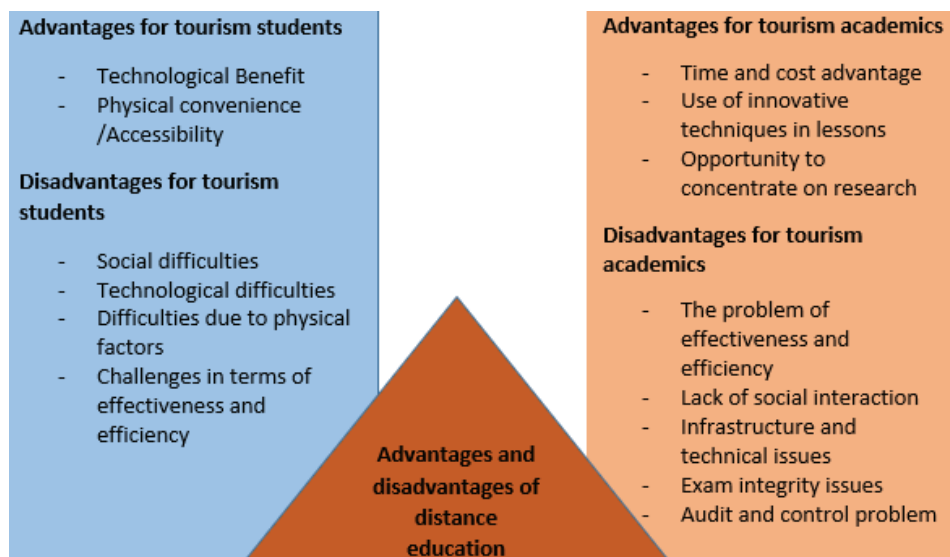 Advantages for tourism students
- Technological Benefit
- Physical convenience
/Accessibility
Disadvantages for tourism
students
- Social difficulties
- Technological difficulties
- Difficulties due to physical
factors
- Challenges in terms of
effectiveness and
efficiency
Advantages and
disadvantages of
distance
education
Advantages for tourism academics
- Time and cost advantage
- Use of innovative
techniques in lessons
- Opportunity to
concentrate on research
Disadvantages for tourism
academics
- The problem of
effectiveness and
efficiency
- Lack of social interaction
- Infrastructure and
technical issues
- Exam integrity issues
- Audit and control problem